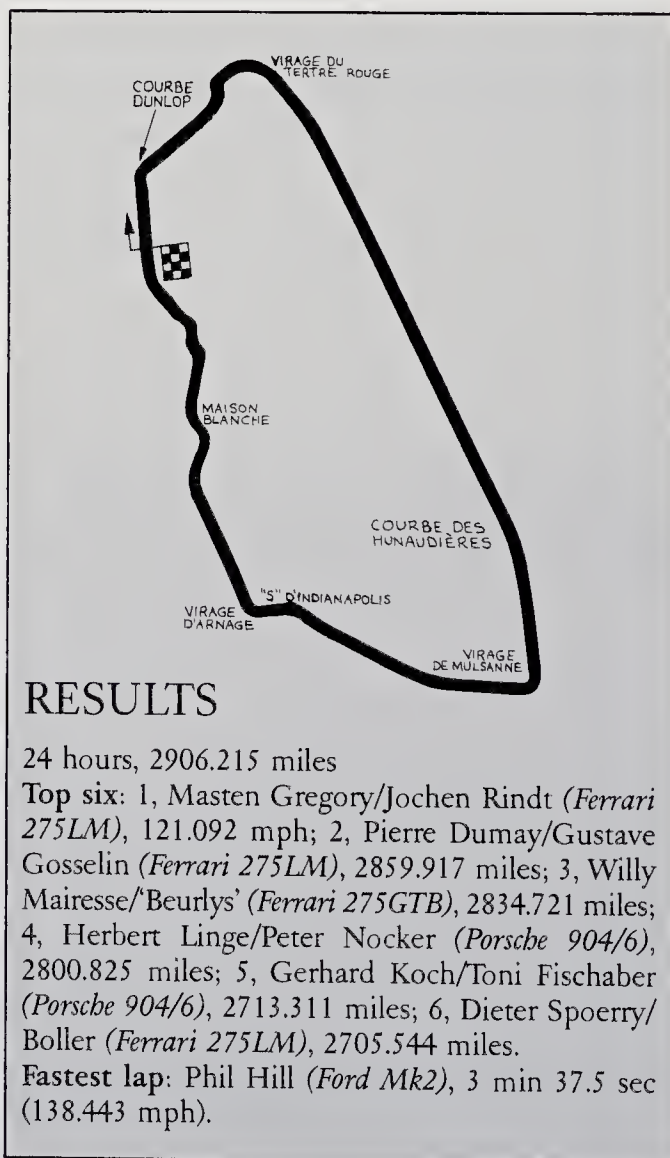 VIRAGE DU
TERTRE ROUGE
COURBE
DUNLOP
MAISON
BLANCHE
COURBE DES
HUNAUDIÈRES
"S" D'INDIANAPOLIS
VIRAGE
D'ARNAGE
VIRAGE
DE MULSANNE
RESULTS
24 hours, 2906.215 miles
Top six: 1, Masten Gregory/Jochen Rindt (Ferrari
275LM), 121.092 mph; 2, Pierre Dumay/Gustave
Gosselin (Ferrari 275LM), 2859.917 miles; 3, Willy
Mairesse/‘Beurlys’ (Ferrari 275GTB), 2834.721 miles;
4, Herbert Linge/Peter Nocker (Porsche 904/6),
2800.825 miles; 5, Gerhard Koch/Toni Fischaber
(Porsche 904/6), 2713.311 miles; 6, Dieter Spoerry/
Boller (Ferrari 275LM), 2705.544 miles.
Fastest lap: Phil Hill (Ford Mk2), 3 min 37.5 sec
(138.443 mph).